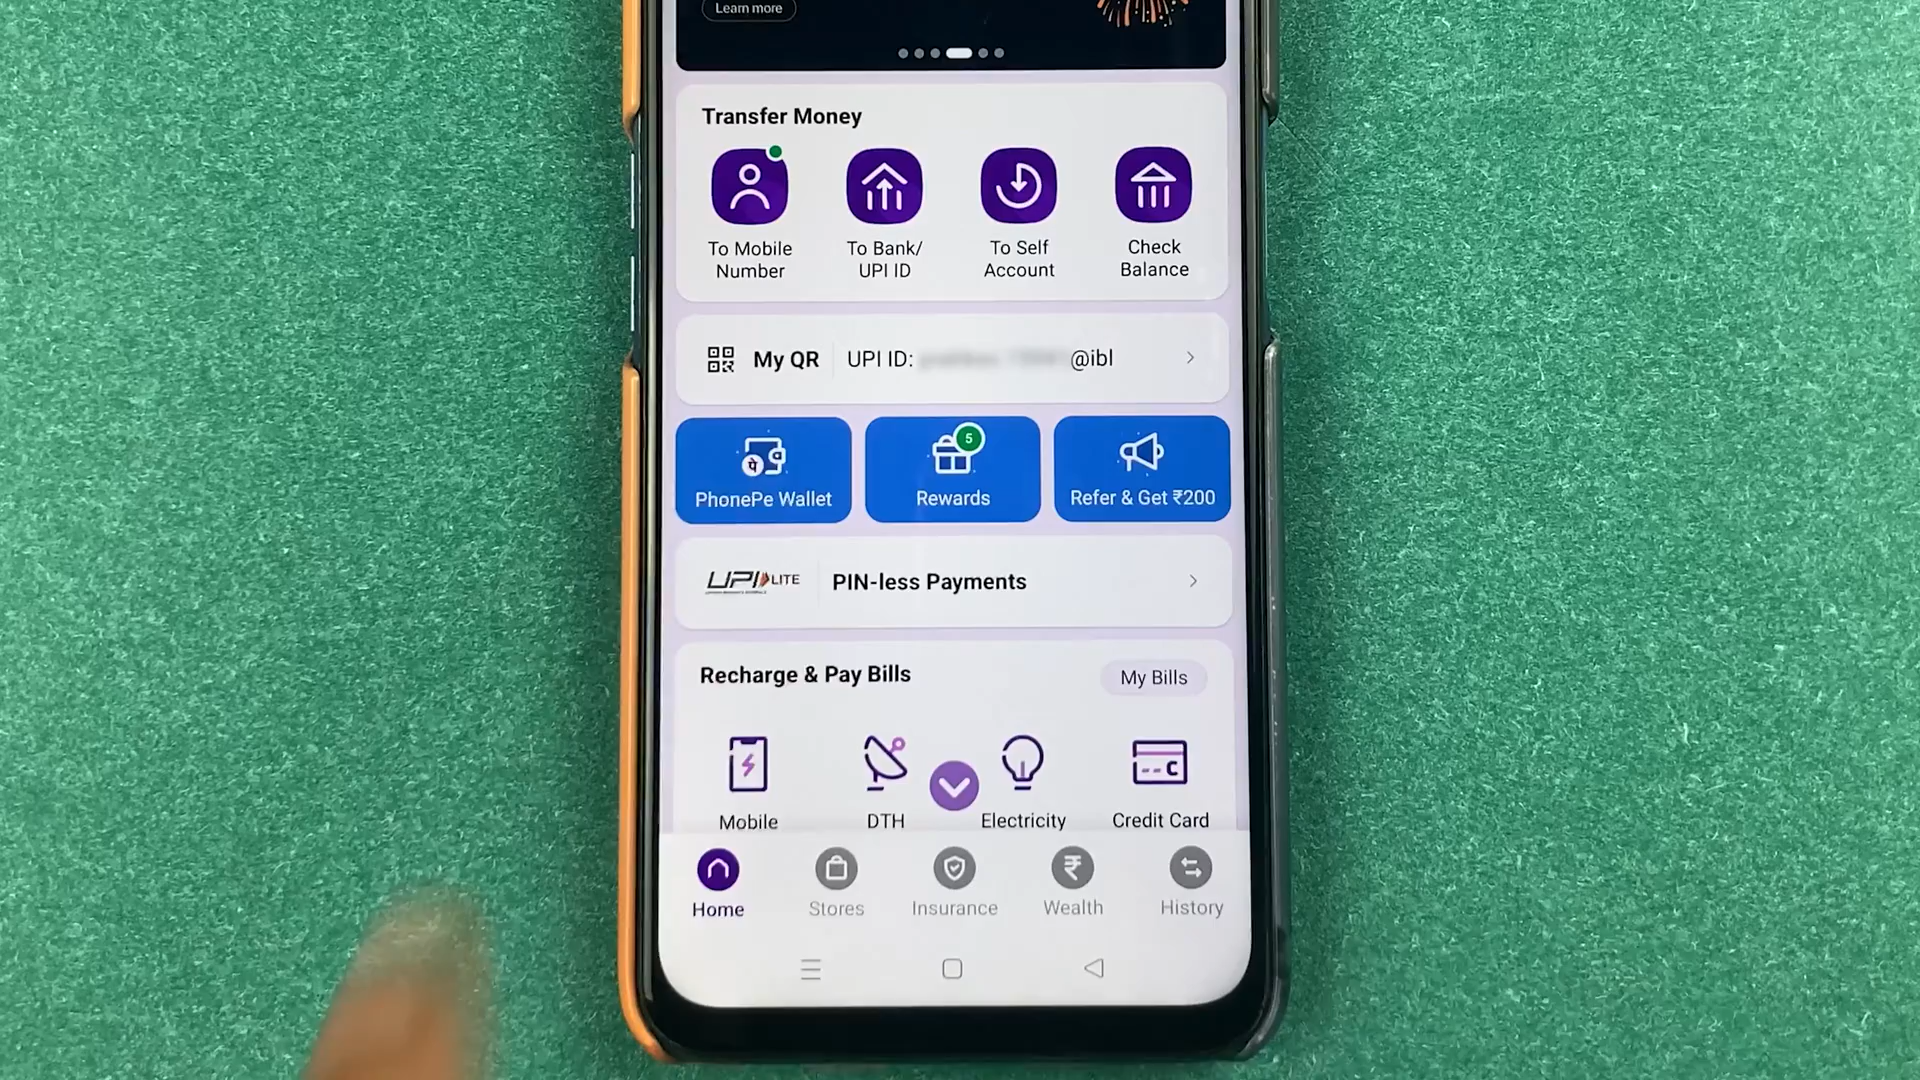 Learn more
Transfer Money
To Mobile
Number
To Bank/
UPI ID
To Self
Account
Check
Balance
My QR
UPI ID: @ibl
पे
PhonePe Wallet
5
Rewards
Refer & Get ₹200
UPI LITE
PIN-less Payments
Recharge & Pay Bills
My Bills
Mobile
DTH
Electricity
C
Credit Card
Home
Stores
Insurance
₹
Wealth
History